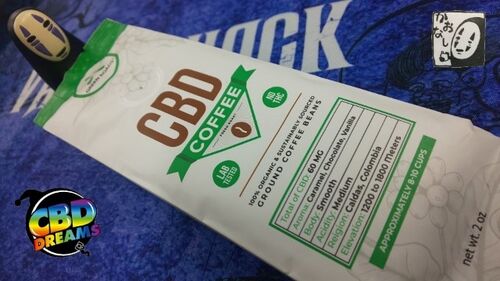 CBD
COFFEE
LAB
TESTED
NO
THC
100% ORGANIC & SUSTAINABLY SOURCED
GROUND COFFEE BEANS
Total of CBD: 60 MG
Aroma: Caramel, Chocolate, Vanilla
Body: Smooth
Acidity: Medium
Region: Caldas, Colombia
Elevation: 1200 to 1800 Meters
APPROXIMATELY 8-10 CUPS
net wt. 2 oz
CBD
DREAMS